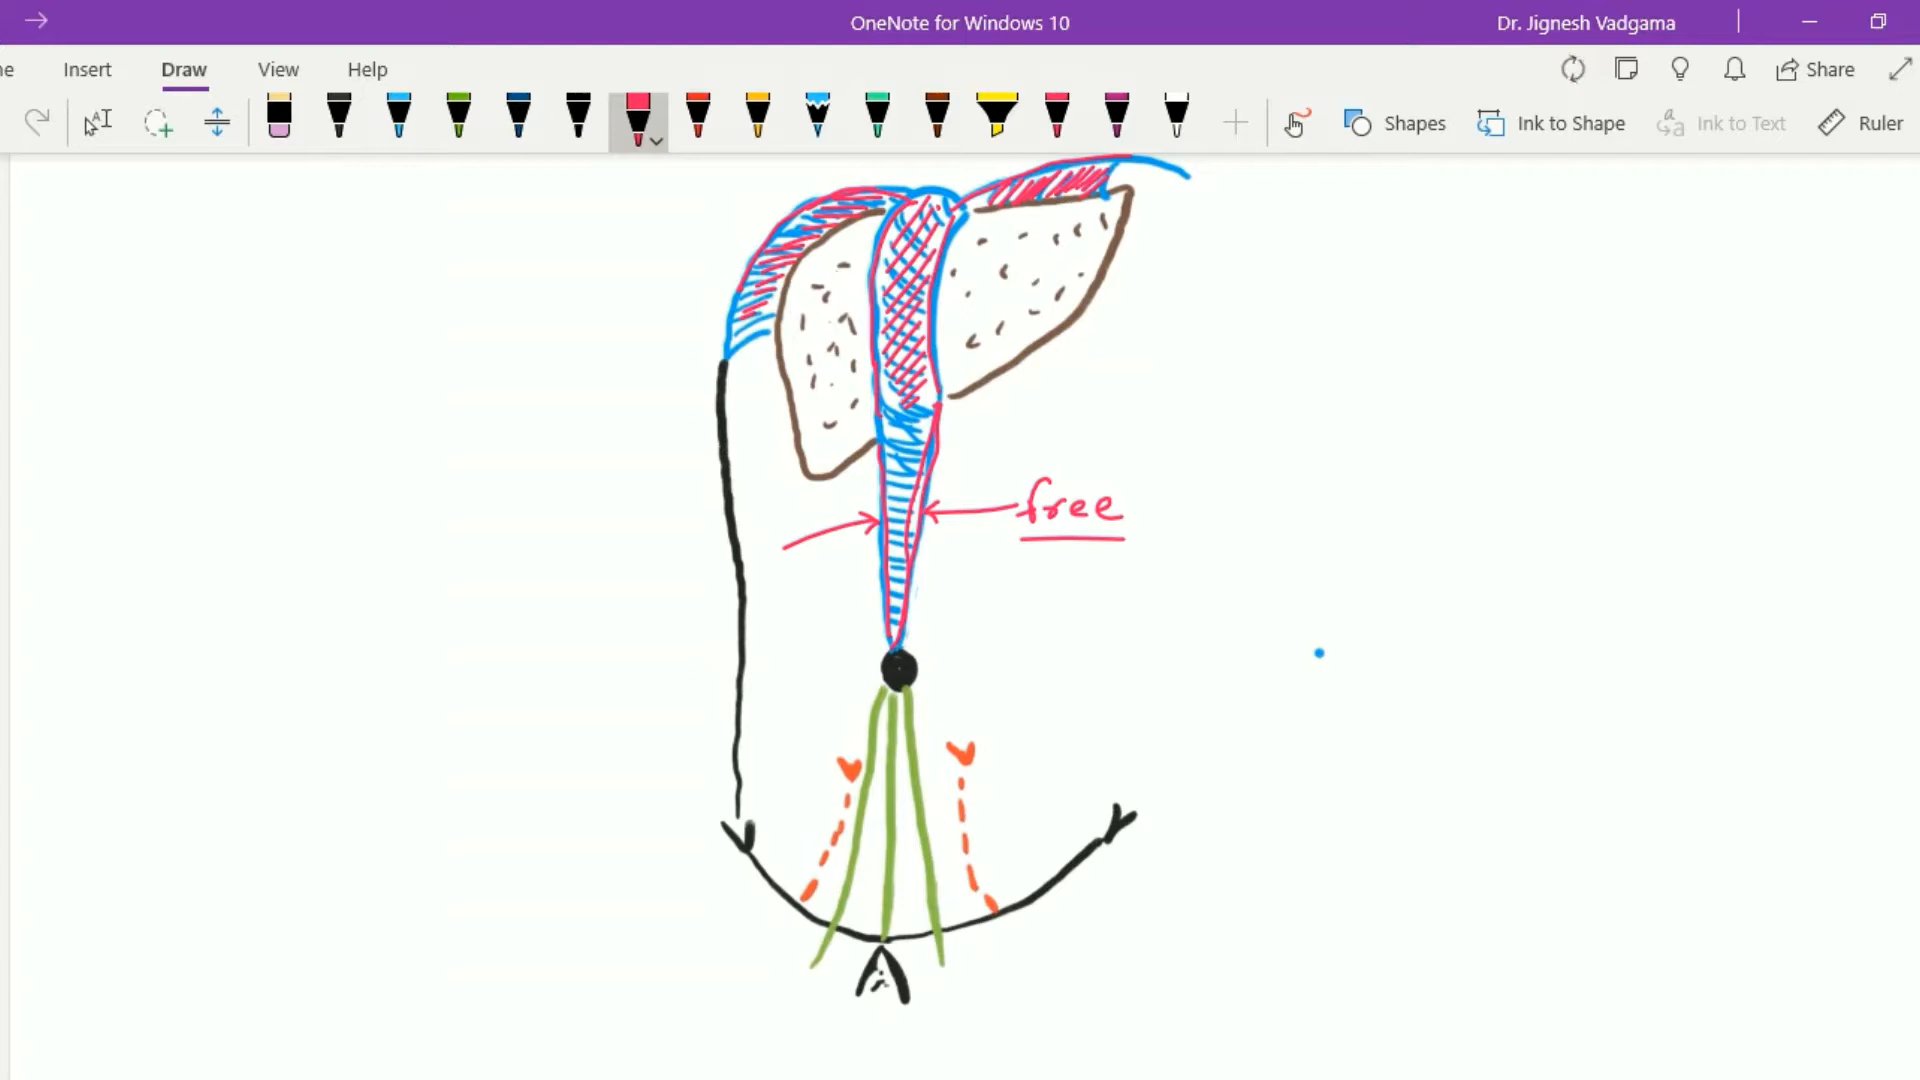 OneNote for Windows 10
Dr. Jignesh Vadgama
Insert Draw View Help
Share
Shapes Ink to Shape Ink to Text Ruler
free